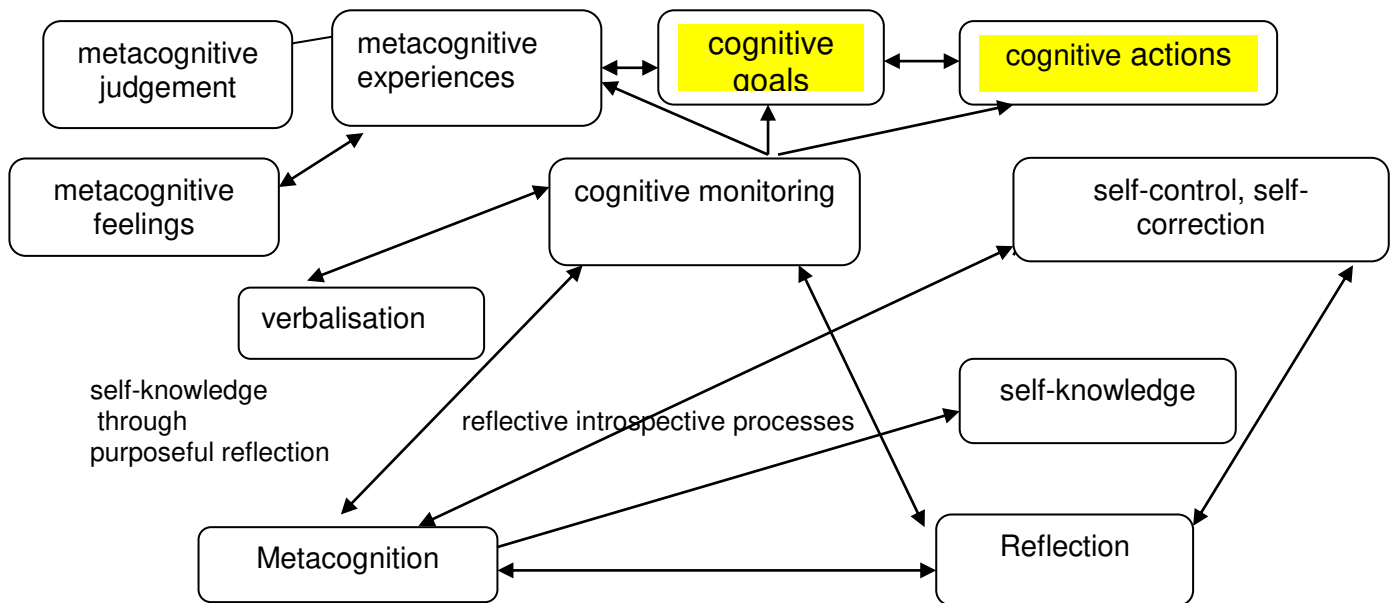 metacognitive
judgement
metacognitive
experiences
cognitive
goals
cognitive actions
metacognitive
feelings
cognitive monitoring
self-control, self-
correction
verbalisation
self-knowledge
through
purposeful reflection
reflective introspective processes
self-knowledge
Metacognition
Reflection